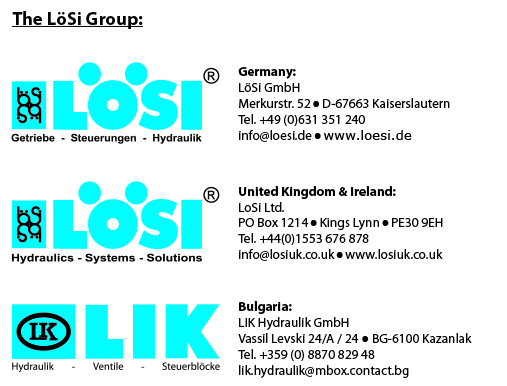 The LöSi Group:
LÖSI®
Getriebe - Steuerungen - Hydraulik
Germany:
LöSi GmbH
Merkurstr. 52 ● D-67663 Kaiserslautern
Tel. +49 (0)631 351 240
info@loesi.de ● www.loesi.de
LÖSI®
Hydraulics - Systems - Solutions
United Kingdom & Ireland:
LoSi Ltd.
PO Box 1214 ● Kings Lynn ● PE30 9EH
Tel. +44(0)1553 676 878
info@losiuk.co.uk ● www.losiuk.co.uk
LK LIK
Hydraulik - Ventile - Steuerblöcke
Bulgaria:
LIK Hydraulik GmbH
Vassil Levski 24/A / 24 ● BG-6100 Kazanlak
Tel. +359 (0) 8870 829 48
lik.hydraulik@mbox.contact.bg